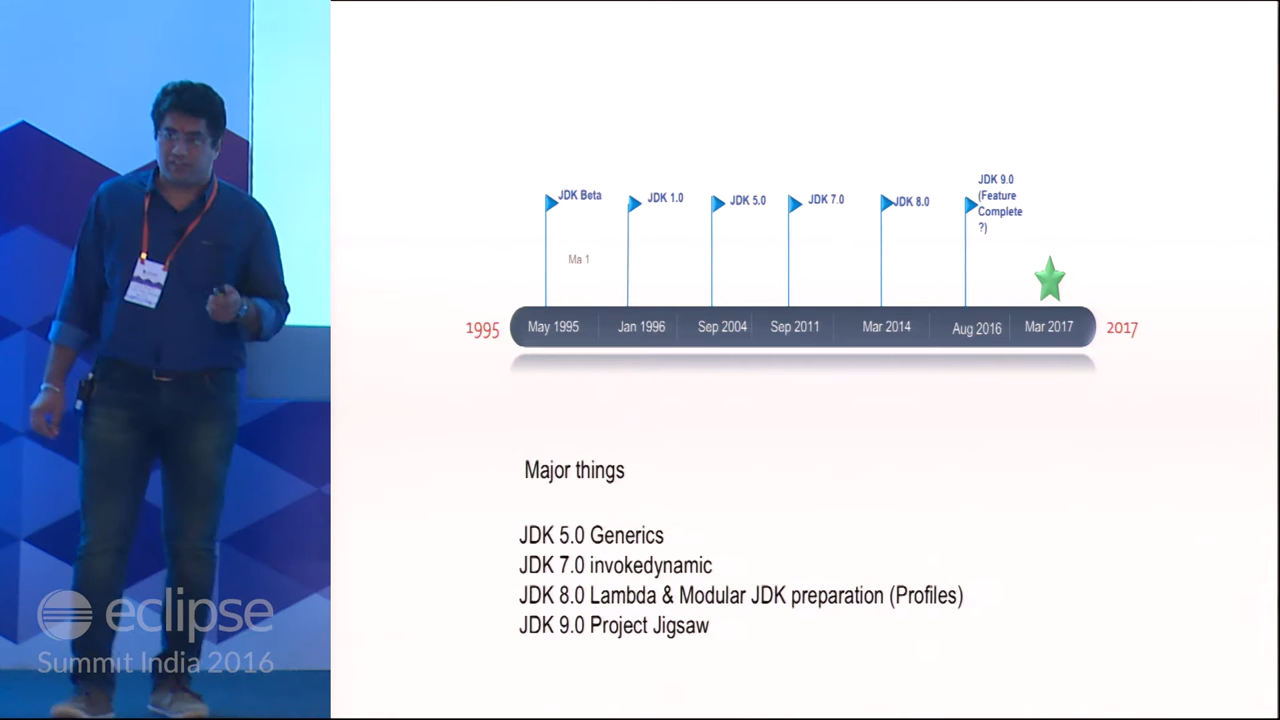 JDK Beta
JDK 1.0
JDK 5.0
JDK 7.0
JDK 8.0
JDK 9.0
(Feature
Complete
?)
Ma 1
1995
May 1995
Jan 1996
Sep 2004
Sep 2011
Mar 2014
Aug 2016
Mar 2017
2017
Major things
JDK 5.0 Generics
JDK 7.0 invokedynamic
JDK 8.0 Lambda & Modular JDK preparation (Profiles)
JDK 9.0 Project Jigsaw
eclipse
Summit India 2016